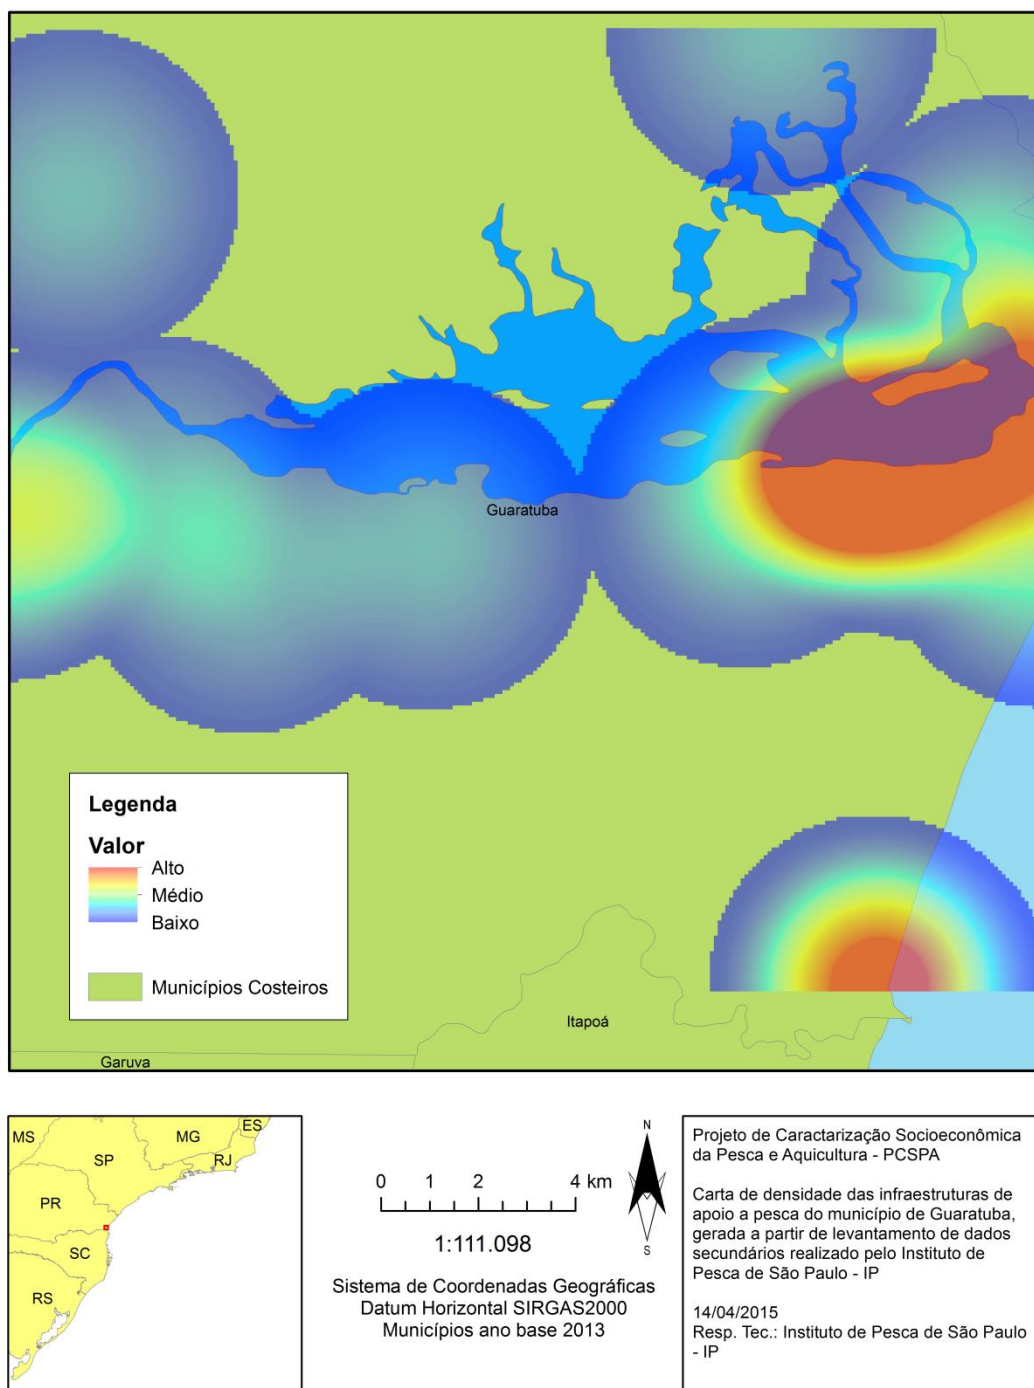 Guaratuba
Legenda
Valor
Alto
Médio
Baixo
Municípios Costeiros
Itapoá
Garuva
MS
ES
MG
SP
RJ
PR
SC
RS
0 1 2 4 km
1:111.098
Sistema de Coordenadas Geográficas
Datum Horizontal SIRGAS2000
Municípios ano base 2013
N
S
Projeto de Caractarização Socioeconômica
da Pesca e Aquicultura - PCSPA
Carta de densidade das infraestruturas de
apoio a pesca do município de Guaratuba,
gerada a partir de levantamento de dados
secundários realizado pelo Instituto de
Pesca de São Paulo - IP
14/04/2015
Resp. Tec.: Instituto de Pesca de São Paulo
- IP